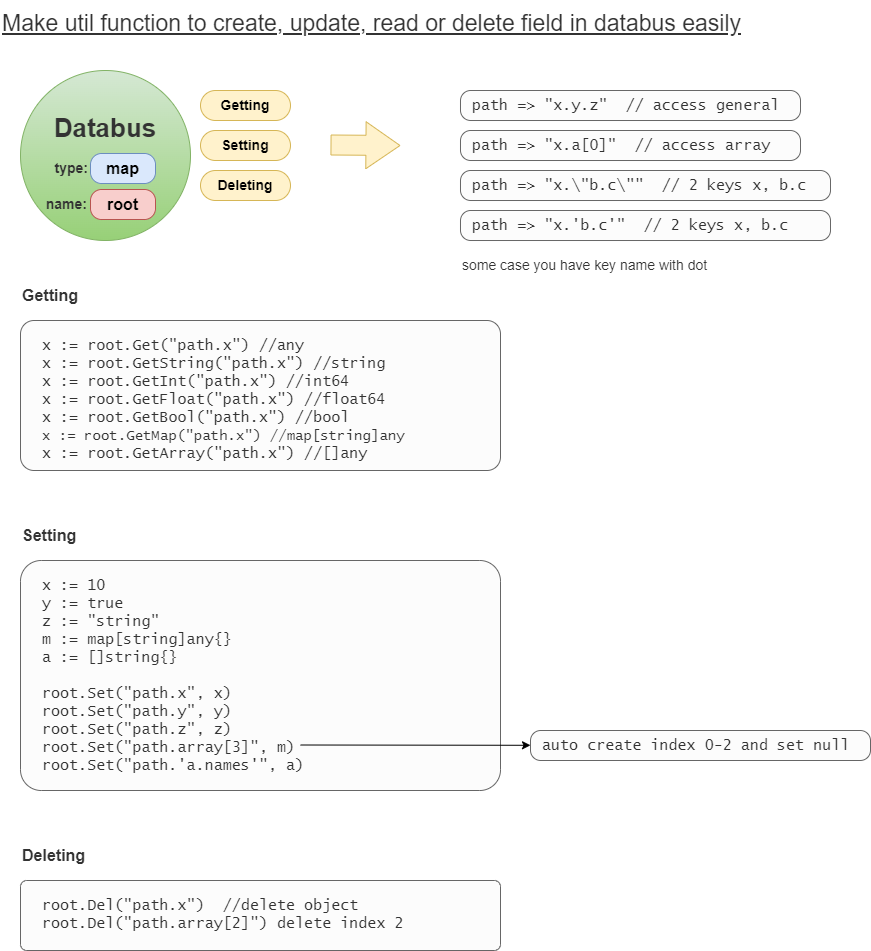 Make util function to create, update, read or delete field in databus easily
Databus
type: map
name: root
Getting
Setting
Deleting
path => "x.y.z"  // access general
path => "x.a[0]"  // access array
path => "x.\"b.c\""  // 2 keys x, b.c
path => "x.'b.c'"  // 2 keys x, b.c
some case you have key name with dot
Getting
x := root.Get("path.x") //any
x := root.GetString("path.x") //string
x := root.GetInt("path.x") //int64
x := root.GetFloat("path.x") //float64
x := root.GetBool("path.x") //bool
x := root.GetMap("path.x") //map[string]any
x := root.GetArray("path.x") //[]any
Setting
x := 10
y := true
z := "string"
m := map[string]any{}
a := []string{}
root.Set("path.x", x)
root.Set("path.y", y)
root.Set("path.z", z)
root.Set("path.array[3]", m)
root.Set("path.'a.names'", a)
auto create index 0-2 and set null
Deleting
root.Del("path.x")  //delete object
root.Del("path.array[2]") delete index 2